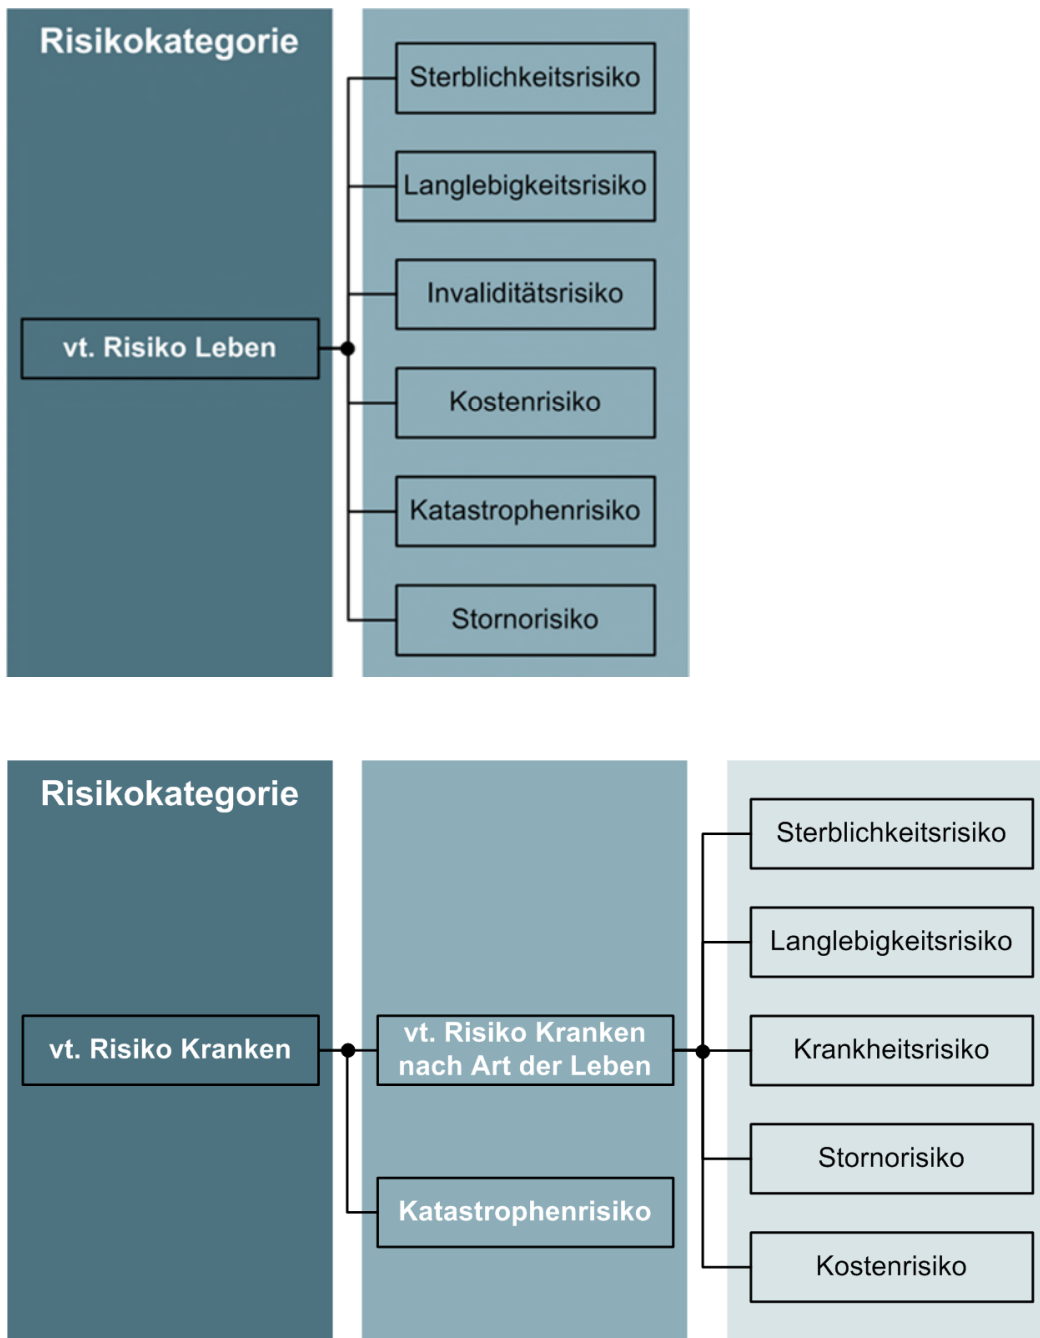 Risikokategorie
Sterblichkeitsrisiko
Langlebigkeitsrisiko
Invaliditätsrisiko
vt. Risiko Leben
Kostenrisiko
Katastrophenrisiko
Stornorisiko
Risikokategorie
Sterblichkeitsrisiko
Langlebigkeitsrisiko
vt. Risiko Kranken
vt. Risiko Kranken
nach Art der Leben
Krankheitsrisiko
Stornorisiko
Katastrophenrisiko
Kostenrisiko